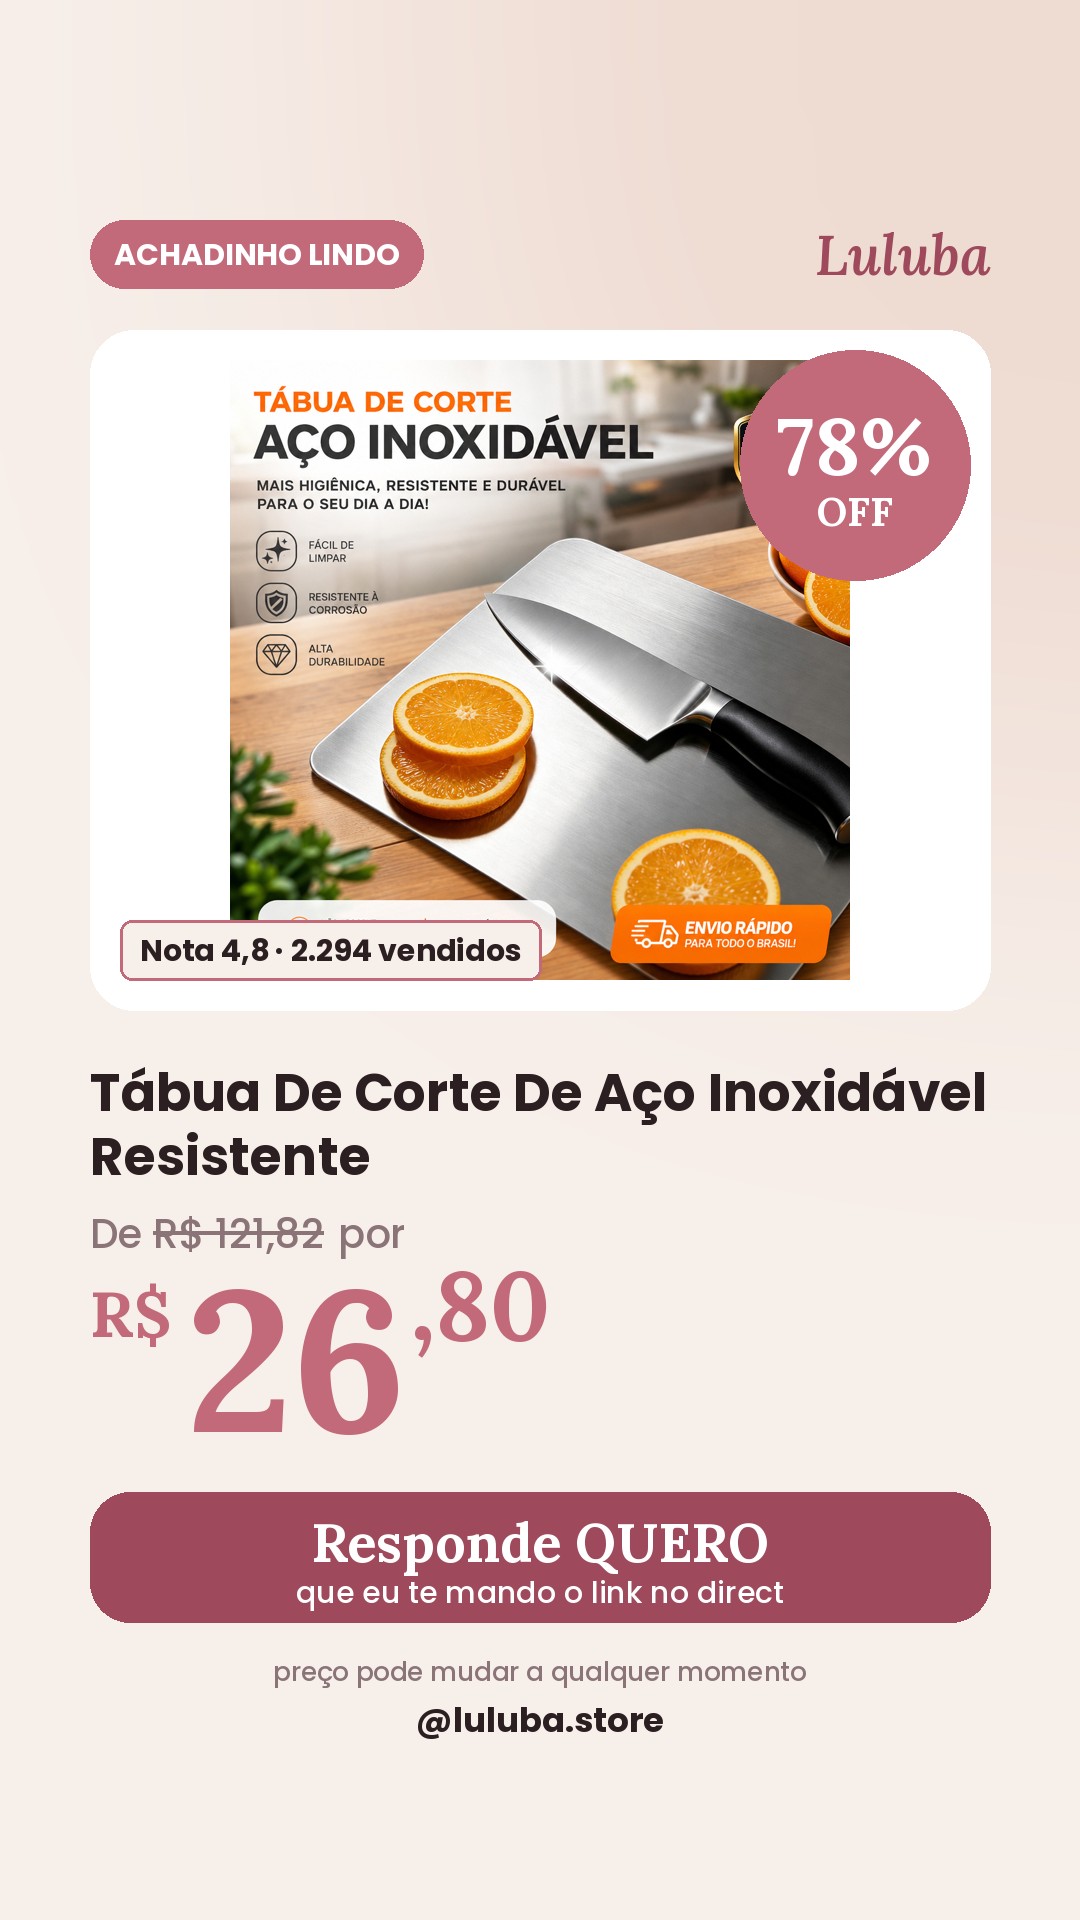 ACHADINHO LINDO
Luluba
TÁBUA DE CORTE
AÇO INOXIDÁVEL
MAIS HIGIÊNICA, RESISTENTE E DURÁVEL
PARA O SEU DIA A DIA!
FÁCIL DE
LIMPAR
RESISTENTE À
CORROSÃO
ALTA
DURABILIDADE
78%
OFF
ENVIO RÁPIDO
PARA TODO O BRASIL!
Nota 4,8 · 2.294 vendidos
Tábua De Corte De Aço Inoxidável
Resistente
De R$ 121,82 por
R$ 26,80
Responde QUERO
que eu te mando o link no direct
preço pode mudar a qualquer momento
@luluba.store